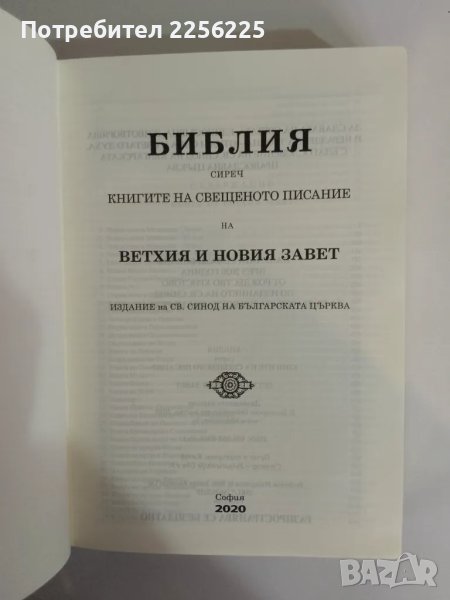 Потребител 2256225
БИБЛИЯ
СИРЕЧ
КНИГИТЕ НА СВЕЩЕНОТО ПИСАНИЕ
НА
ВЕТХИЯ И НОВИЯ ЗАВЕТ
ИЗДАНИЕ на СВ. СИНОД НА БЪЛГАРСКАТА ЦЪРКВА
София
2020
BAZAR